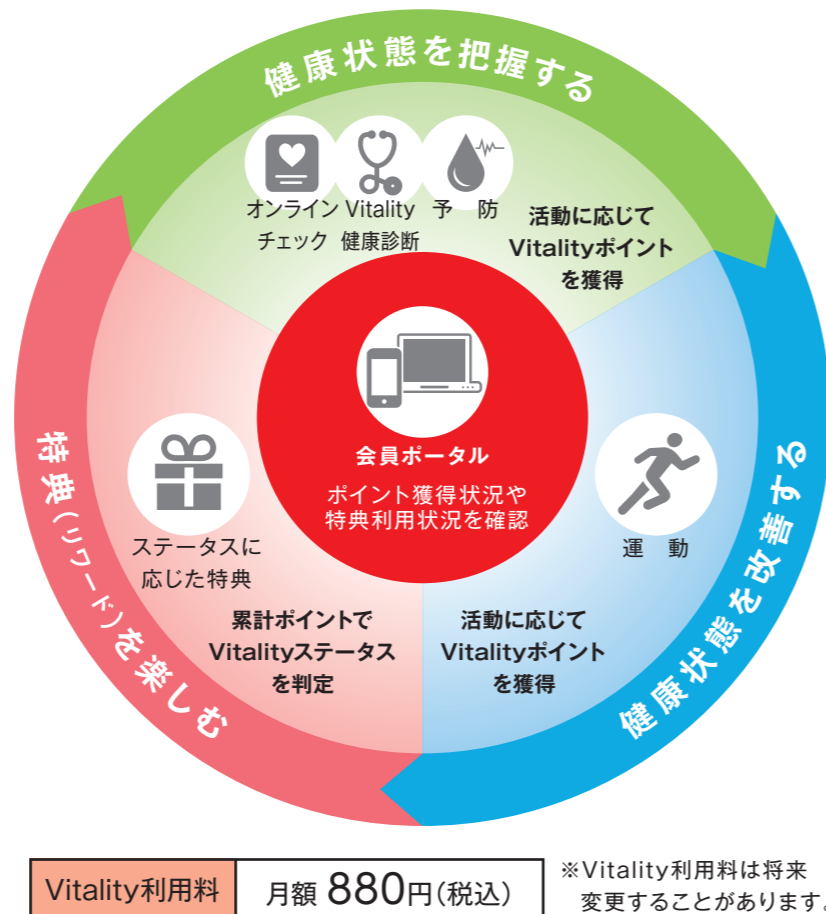 健康状態を把握する
オンライン
チェック
Vitality
健康診断
予　防
活動に応じて
Vitalityポイント
を獲得
健康状態を改善する
運　動
活動に応じて
Vitalityポイント
を獲得
特典(リワード)を楽しむ
ステータスに
応じた特典
累計ポイントで
Vitalityステータス
を判定
会員ポータル
ポイント獲得状況や
特典利用状況を確認
Vitality利用料
月額 880円(税込)
※Vitality利用料は将来
変更することがあります。